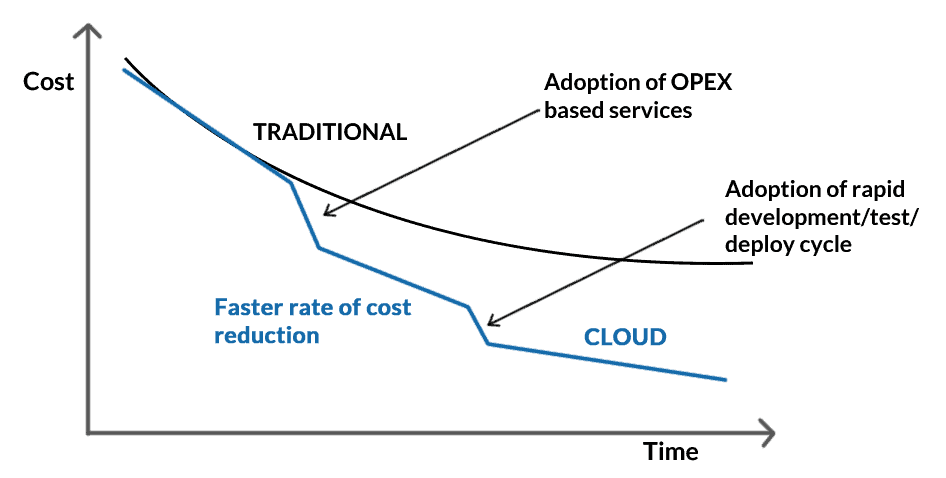 Cost
Adoption of OPEX
based services
TRADITIONAL
Adoption of rapid
development/test/
deploy cycle
Faster rate of cost
reduction
CLOUD
Time